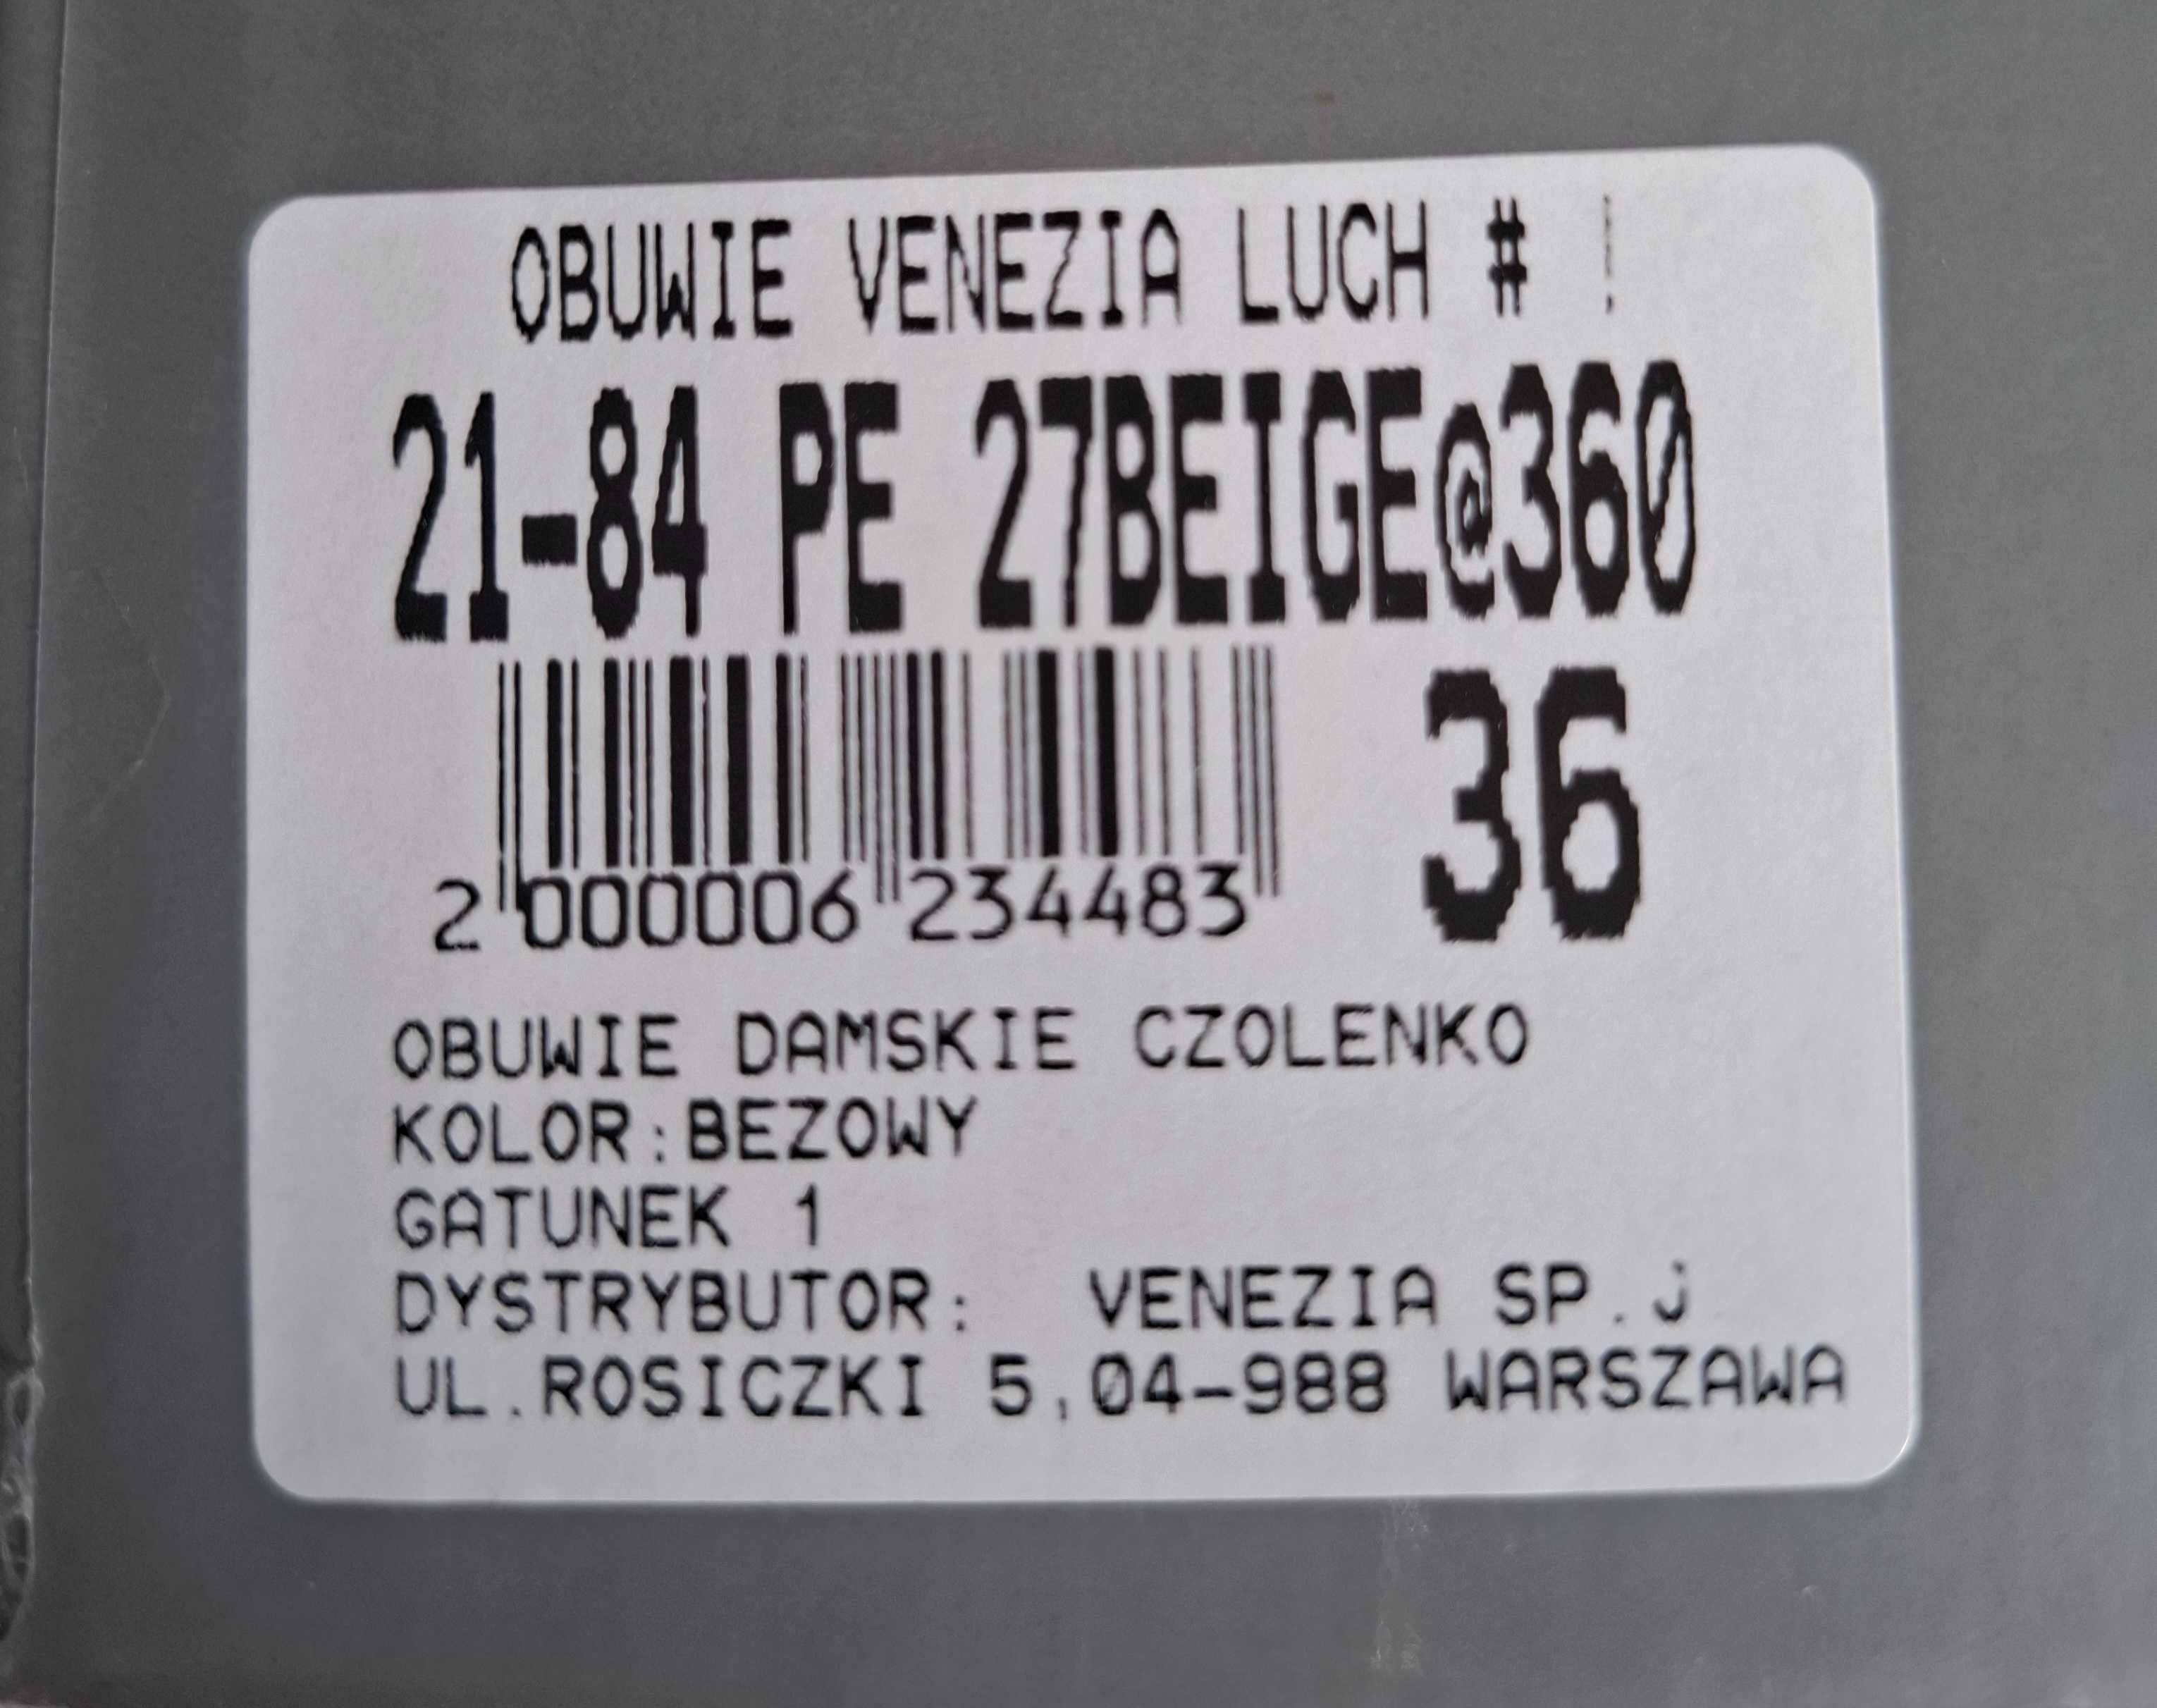 OBUWIE VENEZIA LUCH # !
21-84 PE 27BEIGE@360
36
2 000006 234483
OBUWIE DAMSKIE CZOLENKO
KOLOR:BEZOWY
GATUNEK 1
DYSTRYBUTOR: VENEZIA SP.J
UL.ROSICZKI 5,04-988 WARSZAWA